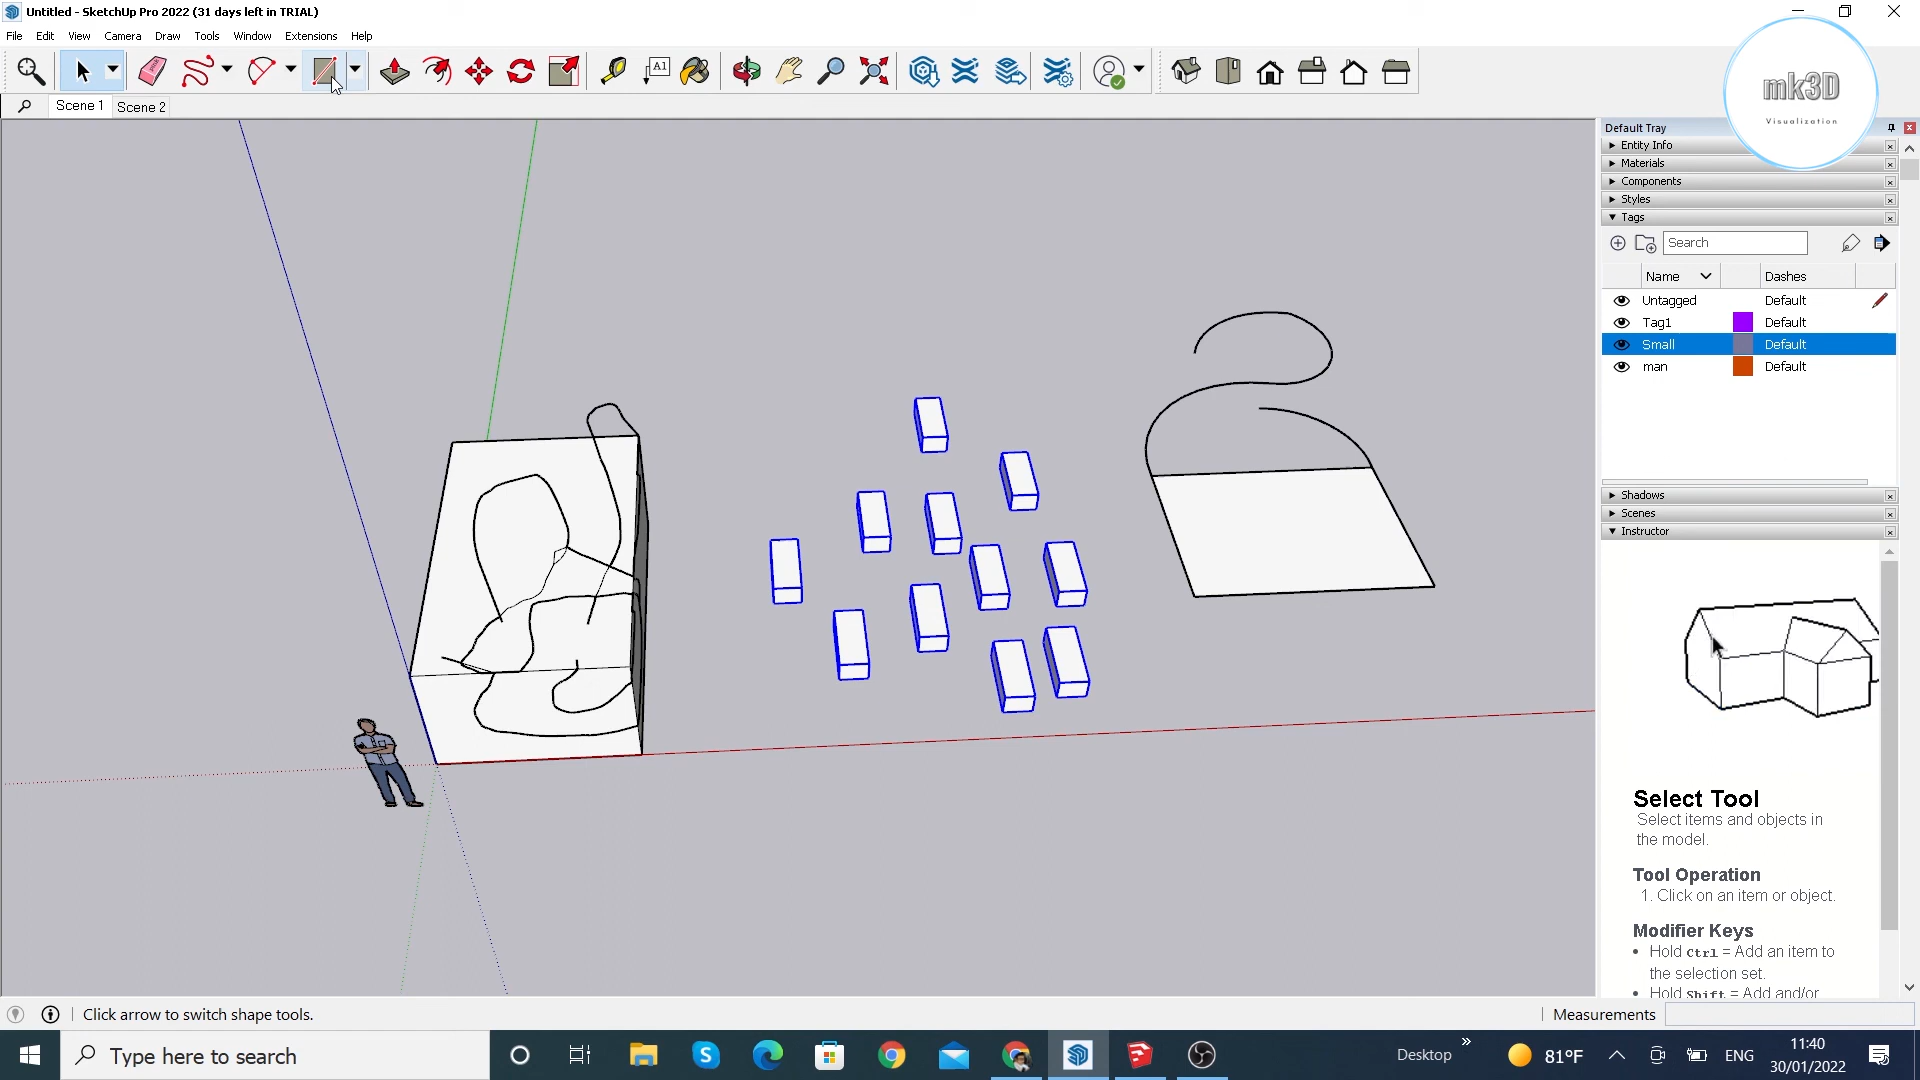 Untitled - SketchUp Pro 2022 (31 days left in TRIAL)
File Edit View Camera Draw Tools Window Extensions Help
A1
Scene 1 Scene 2
mk3D
Visualization
Default Tray
Entity Info
Materials
Components
Styles
Tags
Search
Name Dashes
Untagged Default
Tag1 Default
Small Default
man Default
Shadows
Scenes
Instructor
Select Tool
Select items and objects in
the model.
Tool Operation
1. Click on an item or object.
Modifier Keys
• Hold Ctrl = Add an item to
the selection set.
• Hold Shift = Add and/or
Click arrow to switch shape tools.
Measurements
Type here to search
Desktop
81°F
ENG
11:40
30/01/2022